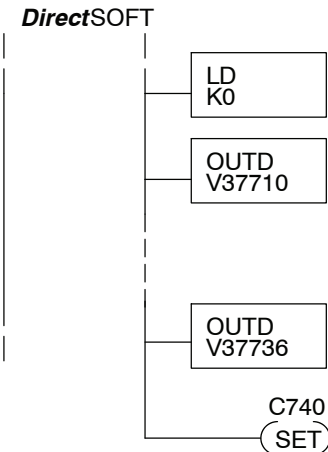 DirectSOFT
LD
K0
OUTD
V37710
OUTD
V37736
C740
SET